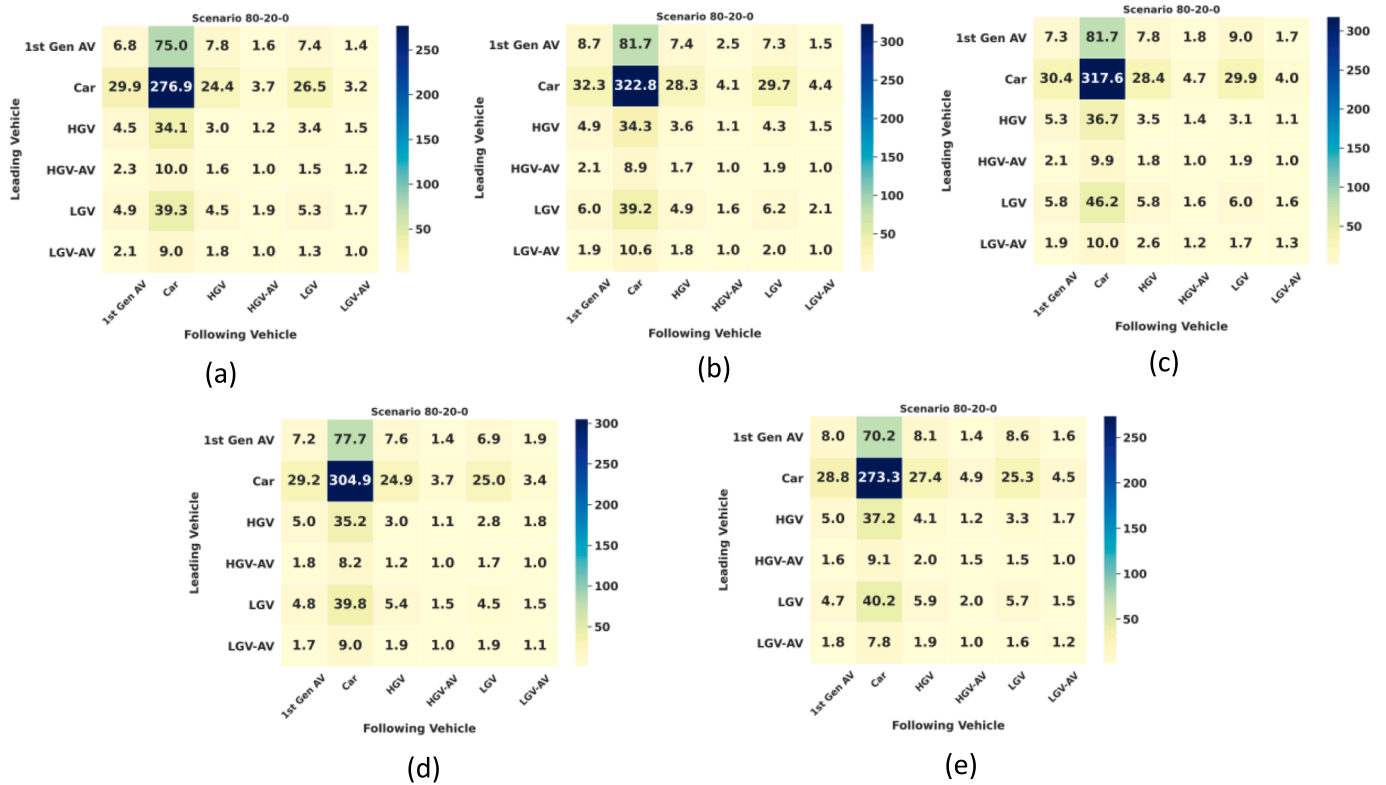 Scenario 80-20-0
1st Gen AV 6.8 75.0 7.8 1.6 7.4 1.4
Car 29.9 276.9 24.4 3.7 26.5 3.2
HGV 4.5 34.1 3.0 1.2 3.4 1.5
HGV-AV 2.3 10.0 1.6 1.0 1.5 1.2
LGV 4.9 39.3 4.5 1.9 5.3 1.7
LGV-AV 2.1 9.0 1.8 1.0 1.3 1.0
1st Gen AV Car HGV HGV-AV LGV LGV-AV
Following Vehicle
Leading Vehicle
250
200
150
100
50
(a)
Scenario 80-20-0
1st Gen AV 8.7 81.7 7.4 2.5 7.3 1.5
Car 32.3 322.8 28.3 4.1 29.7 4.4
HGV 4.9 34.3 3.6 1.1 4.3 1.5
HGV-AV 2.1 8.9 1.7 1.0 1.9 1.0
LGV 6.0 39.2 4.9 1.6 6.2 2.1
LGV-AV 1.9 10.6 1.8 1.0 2.0 1.0
1st Gen AV Car HGV HGV-AV LGV LGV-AV
Following Vehicle
Leading Vehicle
300
250
200
150
100
50
(b)
Scenario 80-20-0
1st Gen AV 7.3 81.7 7.8 1.8 9.0 1.7
Car 30.4 317.6 28.4 4.7 29.9 4.0
HGV 5.3 36.7 3.5 1.4 3.1 1.1
HGV-AV 2.1 9.9 1.8 1.0 1.9 1.0
LGV 5.8 46.2 5.8 1.6 6.0 1.6
LGV-AV 1.9 10.0 2.6 1.2 1.7 1.3
1st Gen AV Car HGV HGV-AV LGV LGV-AV
Following Vehicle
Leading Vehicle
300
250
200
150
100
50
(c)
Scenario 80-20-0
1st Gen AV 7.2 77.7 7.6 1.4 6.9 1.9
Car 29.2 304.9 24.9 3.7 25.0 3.4
HGV 5.0 35.2 3.0 1.1 2.8 1.8
HGV-AV 1.8 8.2 1.2 1.0 1.7 1.0
LGV 4.8 39.8 5.4 1.5 4.5 1.5
LGV-AV 1.7 9.0 1.9 1.0 1.9 1.1
1st Gen AV Car HGV HGV-AV LGV LGV-AV
Following Vehicle
Leading Vehicle
300
250
200
150
100
50
(d)
Scenario 80-20-0
1st Gen AV 8.0 70.2 8.1 1.4 8.6 1.6
Car 28.8 273.3 27.4 4.9 25.3 4.5
HGV 5.0 37.2 4.1 1.2 3.3 1.7
HGV-AV 1.6 9.1 2.0 1.5 1.5 1.0
LGV 4.7 40.2 5.9 2.0 5.7 1.5
LGV-AV 1.8 7.8 1.9 1.0 1.6 1.2
1st Gen AV Car HGV HGV-AV LGV LGV-AV
Following Vehicle
Leading Vehicle
250
200
150
100
50
(e)